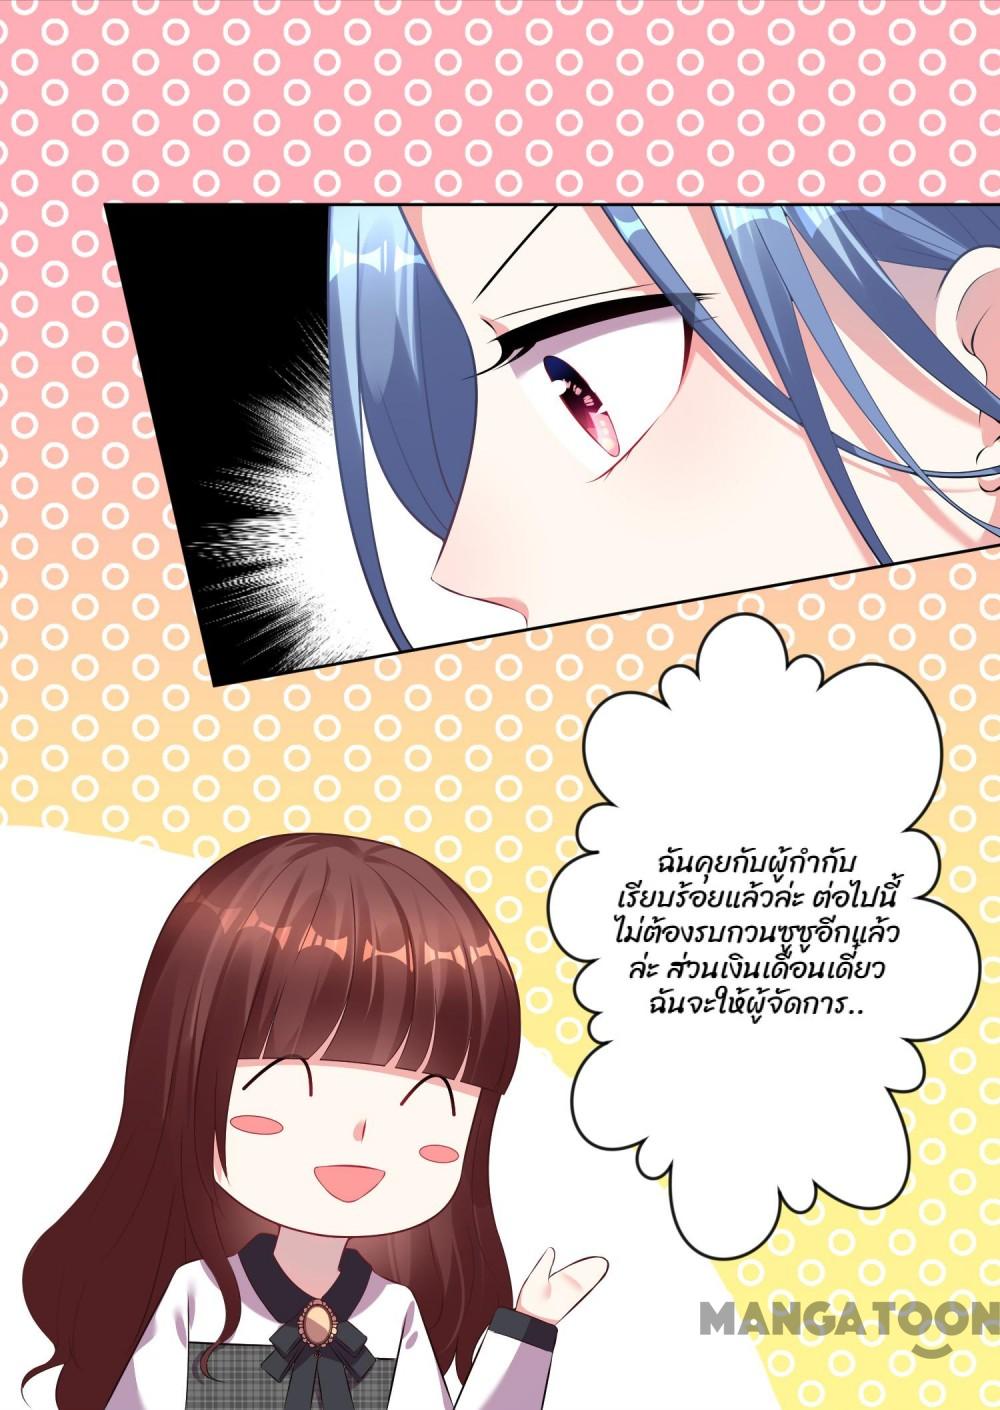 ฉันคุยกับผู้กำกับ
เรียบร้อยแล้วล่ะ ต่อไปนี้
ไม่ต้องรบกวนซูซูอีกแล้ว
ล่ะ ส่วนเงินเดือนเดี๋ยว
ฉันจะให้ผู้จัดการ..
MANGA TOON